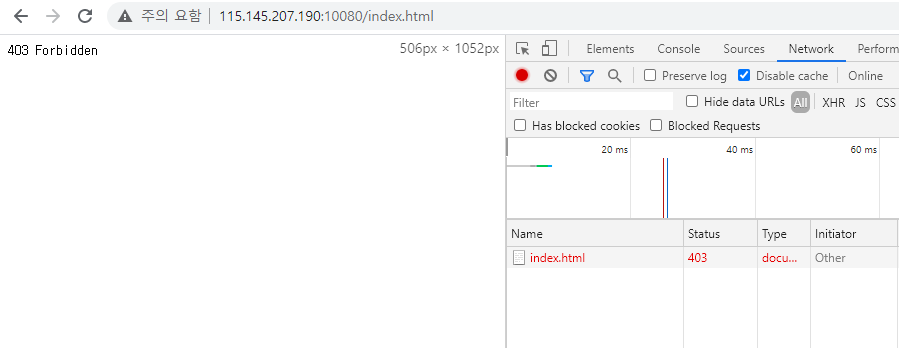 주의 요함 115.145.207.190:10080/index.html
403 Forbidden
506px × 1052px
Elements Console Sources Network Perform
Preserve log Disable cache Online
Filter Hide data URLs All XHR JS CSS
Has blocked cookies Blocked Requests
20 ms 40 ms 60 ms
Name Status Type Initiator
index.html 403 docu... Other